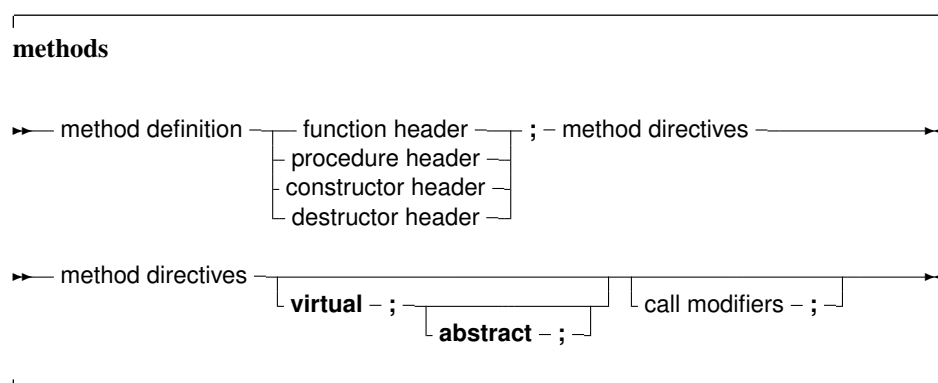 methods
method definition function header ; method directives
procedure header
constructor header
destructor header
method directives
virtual ; call modifiers ;
abstract ;